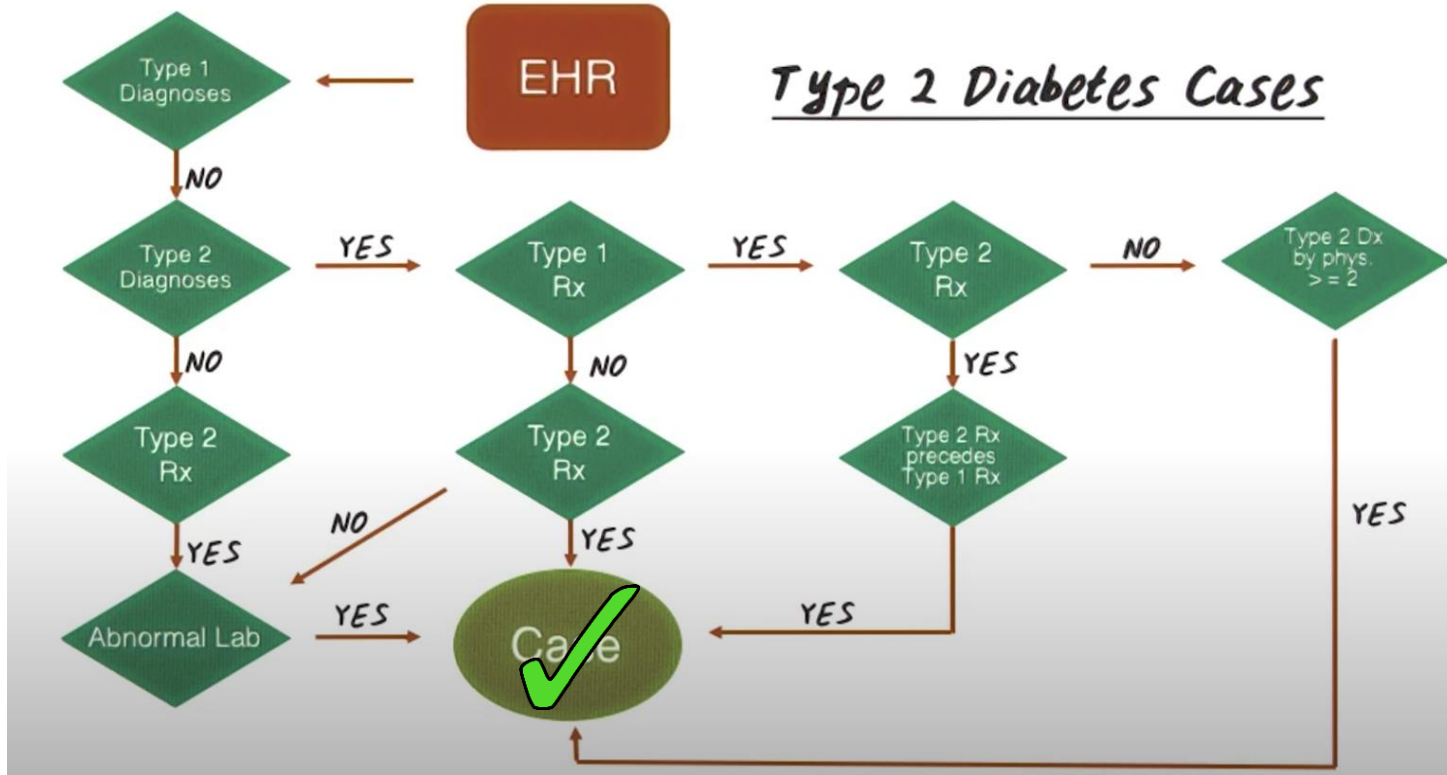 Type 1
Diagnoses
EHR
Type 2 Diabetes Cases
NO
Type 2
Diagnoses
YES
Type 1
Rx
YES
Type 2
Rx
NO
Type 2 Dx
by phys.
> = 2
NO
NO
YES
Type 2
Rx
Type 2
Rx
Type 2 Rx
precedes
Type 1 Rx
YES
NO
YES
YES
Abnormal Lab
YES
Case
YES